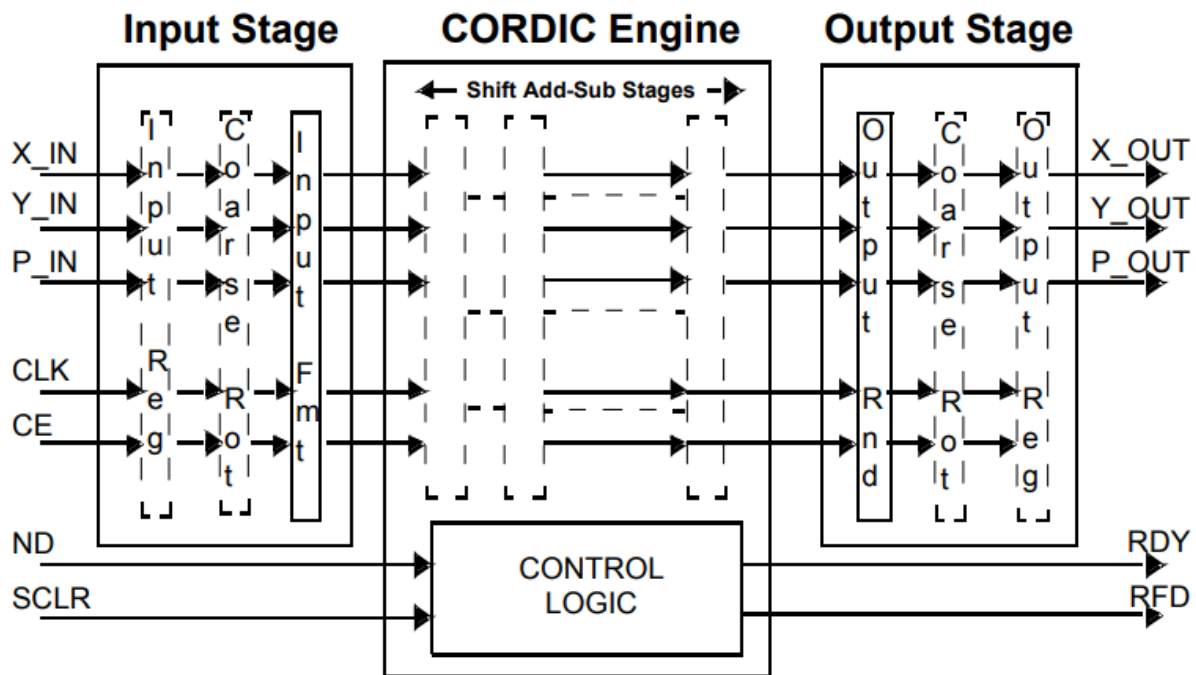 Input Stage
CORDIC Engine
Output Stage
Shift Add-Sub Stages
X_IN
Y_IN
P_IN
CLK
CE
ND
SCLR
Input Reg
Coarse Rot
Input Fmt
Output Rnd
Coarse Rot
Output Reg
X_OUT
Y_OUT
P_OUT
CONTROL
LOGIC
RDY
RFD